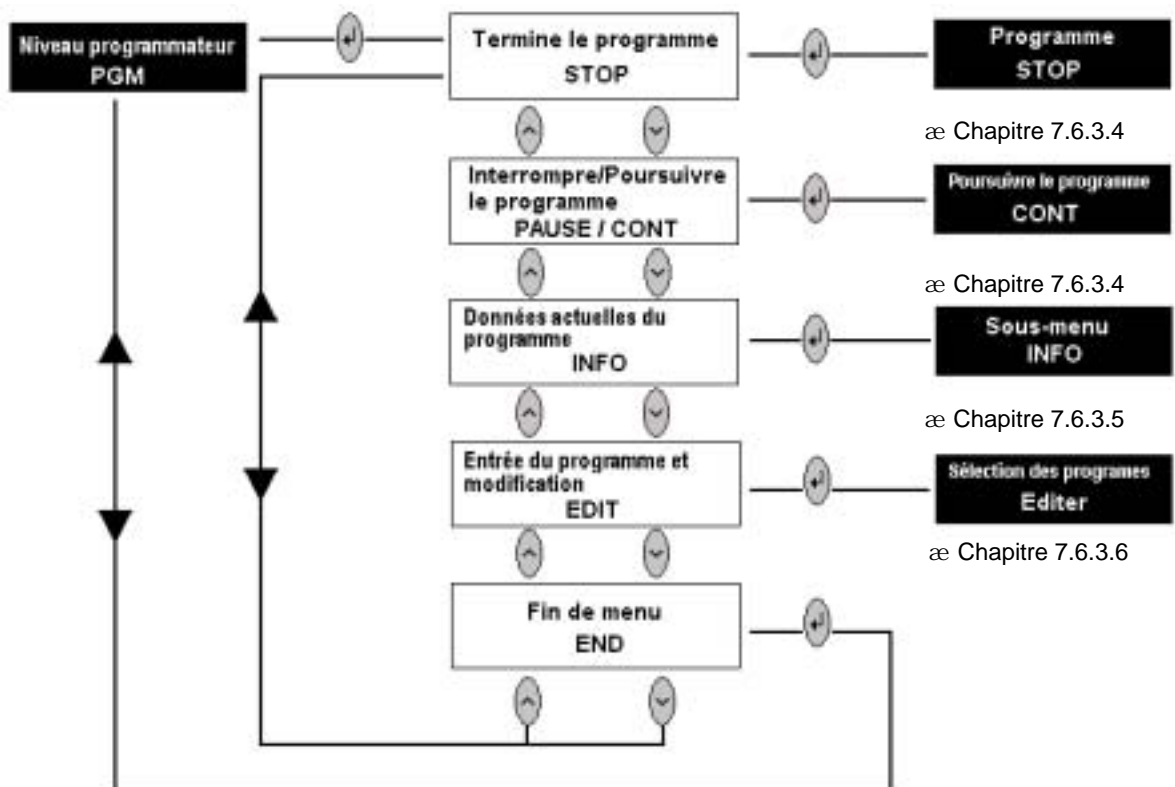 Niveau programmateur
PGM
Termine le programme
STOP
Programme
STOP
æ Chapitre 7.6.3.4
Interrompre/Poursuivre
le programme
PAUSE / CONT
Poursuivre le programme
CONT
æ Chapitre 7.6.3.4
Données actuelles du
programme
INFO
Sous-menu
INFO
æ Chapitre 7.6.3.5
Entrée du programme et
modification
EDIT
Sélection des programes
Editer
æ Chapitre 7.6.3.6
Fin de menu
END